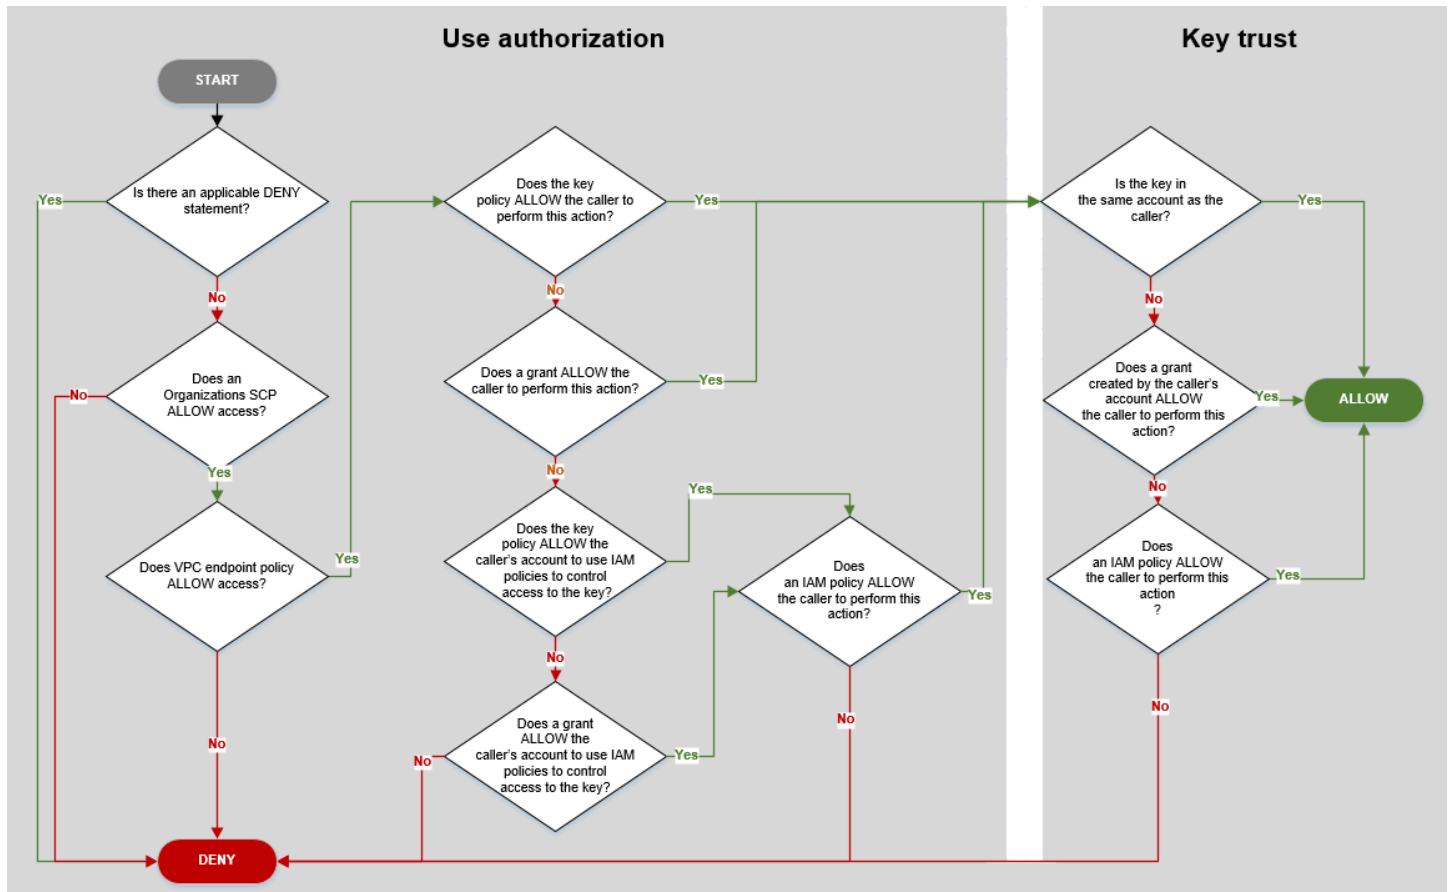 Use authorization
Key trust
START
Is there an applicable DENY
statement?
Yes
No
Does an
Organizations SCP
ALLOW access?
No
Yes
Does VPC endpoint policy
ALLOW access?
Yes
No
DENY
Does the key
policy ALLOW the caller to
perform this action?
Yes
No
Does a grant ALLOW the
caller to perform this action?
Yes
No
Does the key
policy ALLOW the
caller's account to use IAM
policies to control
access to the key?
Yes
No
Does a grant
ALLOW the
caller's account to use IAM
policies to control
access to the key?
Yes
No
Does
an IAM policy ALLOW
the caller to perform this
action?
Yes
No
Is the key in
the same account as the
caller?
Yes
No
Does a grant
created by the caller's
account ALLOW
the caller to perform this
action?
Yes
No
ALLOW
Does
an IAM policy ALLOW
the caller to perform this
action
?
Yes
No